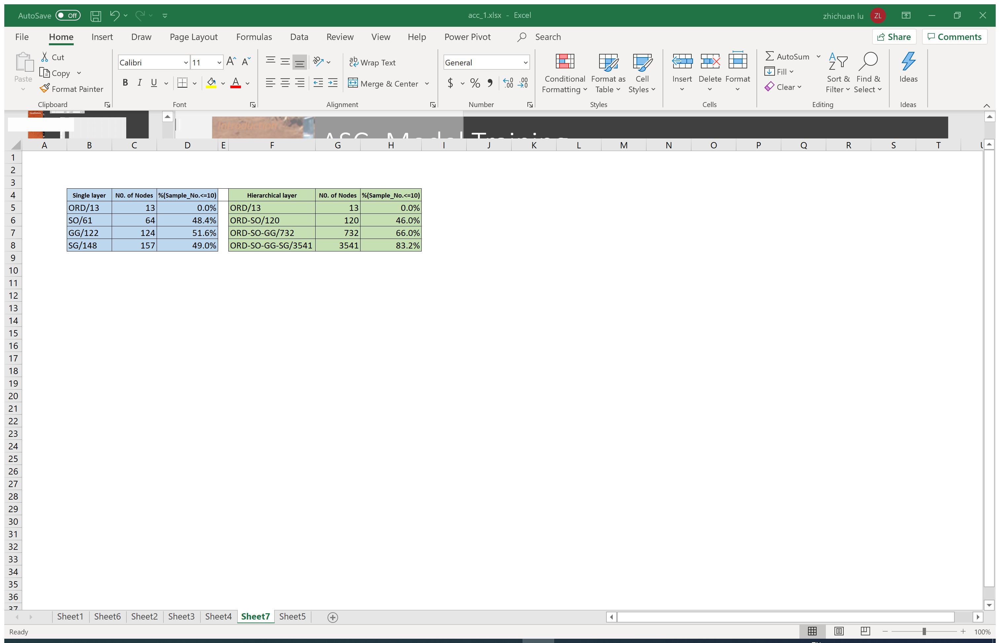 AutoSave Off acc_1.xlsx - Excel zhichuan lu ZL
File Home Insert Draw Page Layout Formulas Data Review View Help Power Pivot Search Share Comments
Paste Cut Copy Format Painter Clipboard
Calibri 11 A A B I U A Font
ab Wrap Text Merge & Center Alignment
General $ % , .00 .0 Number
Conditional Formatting Format as Table Cell Styles Styles
Insert Delete Format Cells
AutoSum Fill Clear Sort & Filter Find & Select Editing
Ideas Ideas
Introduction
ASC Model Training
A B C D E F G H I J K L M N O P Q R S T
1
2
3
4 Single layer N0. of Nodes %(Sample_No.<=10) Hierarchical layer N0. of Nodes %(Sample_No.<=10)
5 ORD/13 13 0.0% ORD/13 13 0.0%
6 SO/61 64 48.4% ORD-SO/120 120 46.0%
7 GG/122 124 51.6% ORD-SO-GG/732 732 66.0%
8 SG/148 157 49.0% ORD-SO-GG-SG/3541 3541 83.2%
9
10
11
12
13
14
15
16
17
18
19
20
21
22
23
24
25
26
27
28
29
30
31
32
33
34
35
36
37
Sheet1 Sheet6 Sheet2 Sheet3 Sheet4 Sheet7 Sheet5
Ready 100%